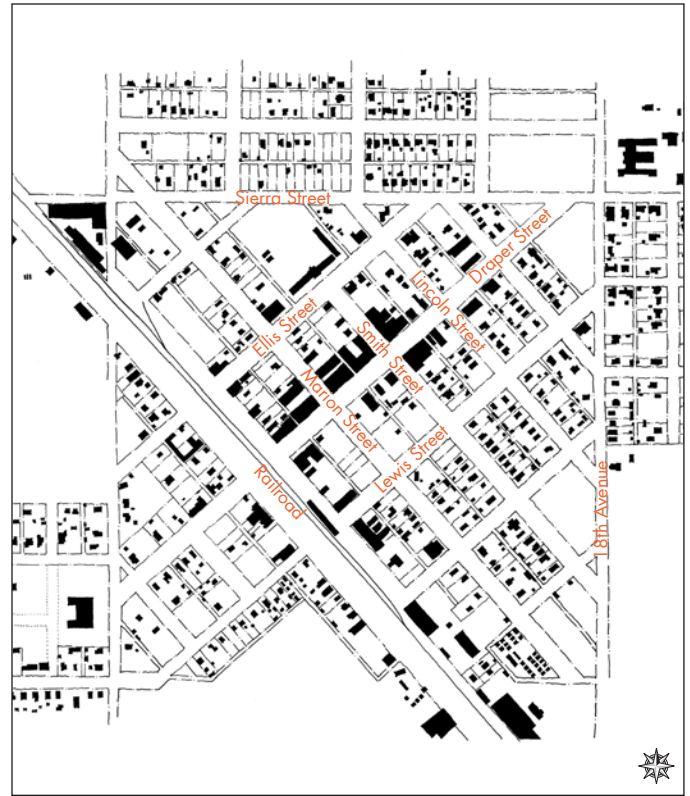 Sierra Street
Draper Street
Lincoln Street
Ellis Street
Smith Street
Marion Street
Lewis Street
Railroad
18th Avenue